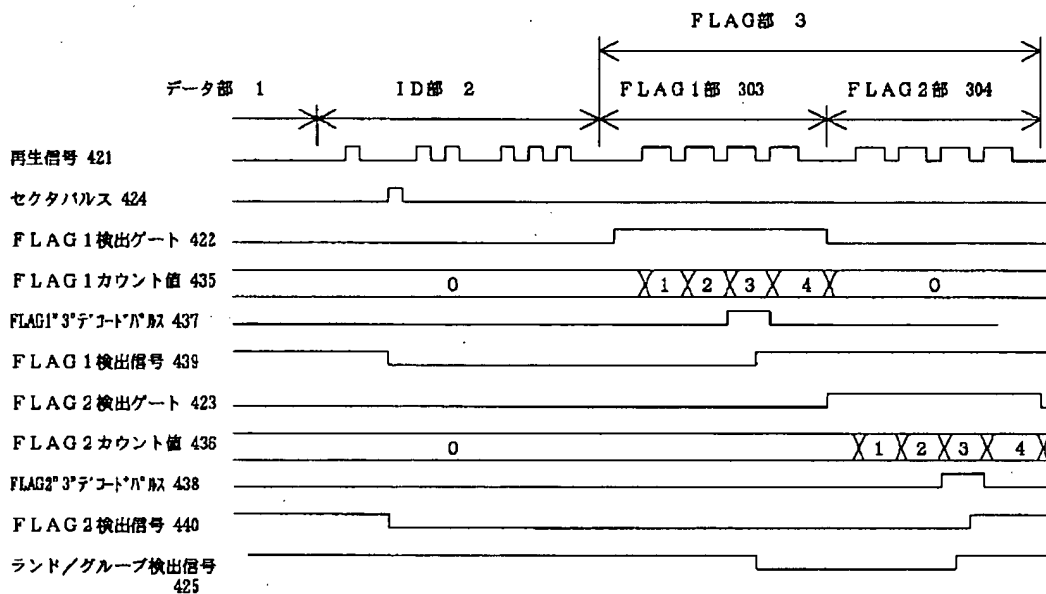 FLAG部 3
データ部 1 ID部 2 FLAG1部 303 FLAG2部 304
再生信号 421
セクタパルス 424
FLAG1検出ゲート 422
FLAG1カウント値 435 0 1 2 3 4 0
FLAG1"3"デコードパルス 437
FLAG1検出信号 439
FLAG2検出ゲート 423
FLAG2カウント値 436 0 1 2 3 4
FLAG2"3"デコードパルス 438
FLAG2検出信号 440
ランド/グルーブ検出信号
425